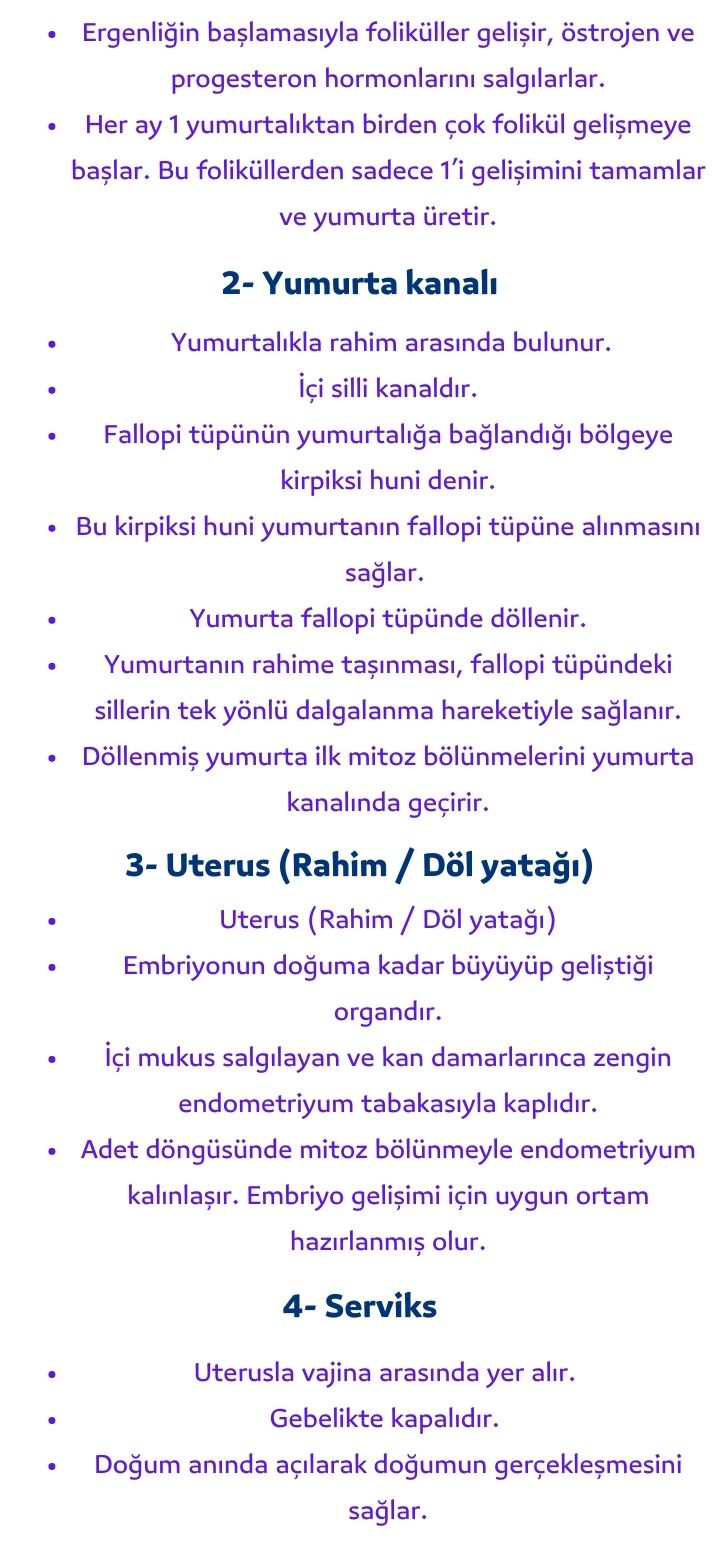 • Ergenliğin başlamasıyla foliküller gelişir, östrojen ve
progesteron hormonlarını salgılarlar.
• Her ay 1 yumurtalıktan birden çok folikül gelişmeye
başlar. Bu foliküllerden sadece 1’i gelişimini tamamlar
ve yumurta üretir.
2- Yumurta kanalı
• Yumurtalıkla rahim arasında bulunur.
• İçi silli kanaldır.
• Fallopi tüpünün yumurtalığa bağlandığı bölgeye
kirpiksi huni denir.
• Bu kirpiksi huni yumurtanın fallopi tüpüne alınmasını
sağlar.
• Yumurta fallopi tüpünde döllenir.
• Yumurtanın rahime taşınması, fallopi tüpündeki
sillerin tek yönlü dalgalanma hareketiyle sağlanır.
• Döllenmiş yumurta ilk mitoz bölünmelerini yumurta
kanalında geçirir.
3- Uterus (Rahim / Döl yatağı)
• Uterus (Rahim / Döl yatağı)
• Embriyonun doğuma kadar büyüyüp geliştiği
organdır.
• İçi mukus salgılayan ve kan damarlarınca zengin
endometriyum tabakasıyla kaplıdır.
• Adet döngüsünde mitoz bölünmeyle endometriyum
kalınlaşır. Embriyo gelişimi için uygun ortam
hazırlanmış olur.
4- Serviks
• Uterusla vajina arasında yer alır.
• Gebelikte kapalıdır.
• Doğum anında açılarak doğumun gerçekleşmesini
sağlar.